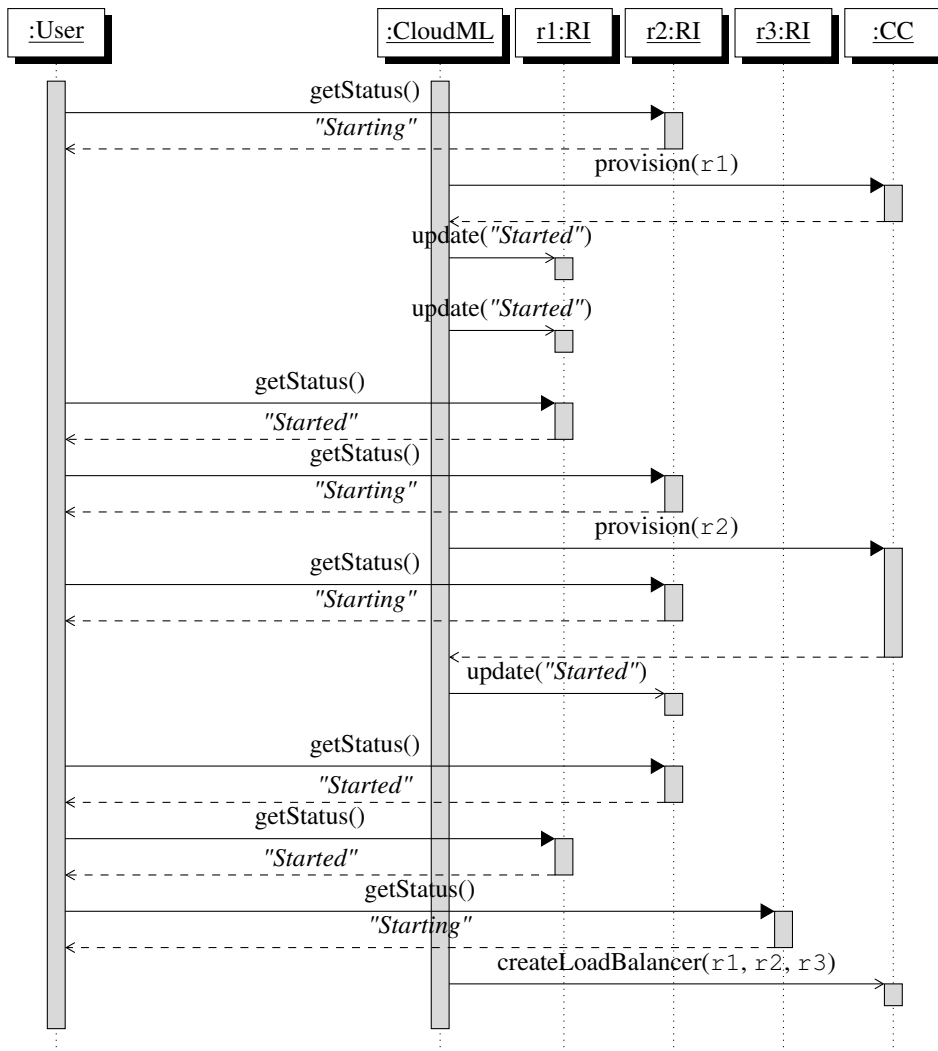 :User :CloudML r1:RI r2:RI r3:RI :CC
getStatus()
"Starting"
provision(r1)
update("Started")
update("Started")
getStatus()
"Started"
getStatus()
"Starting"
provision(r2)
getStatus()
"Starting"
update("Started")
getStatus()
"Started"
getStatus()
"Started"
getStatus()
"Starting"
createLoadBalancer(r1, r2, r3)